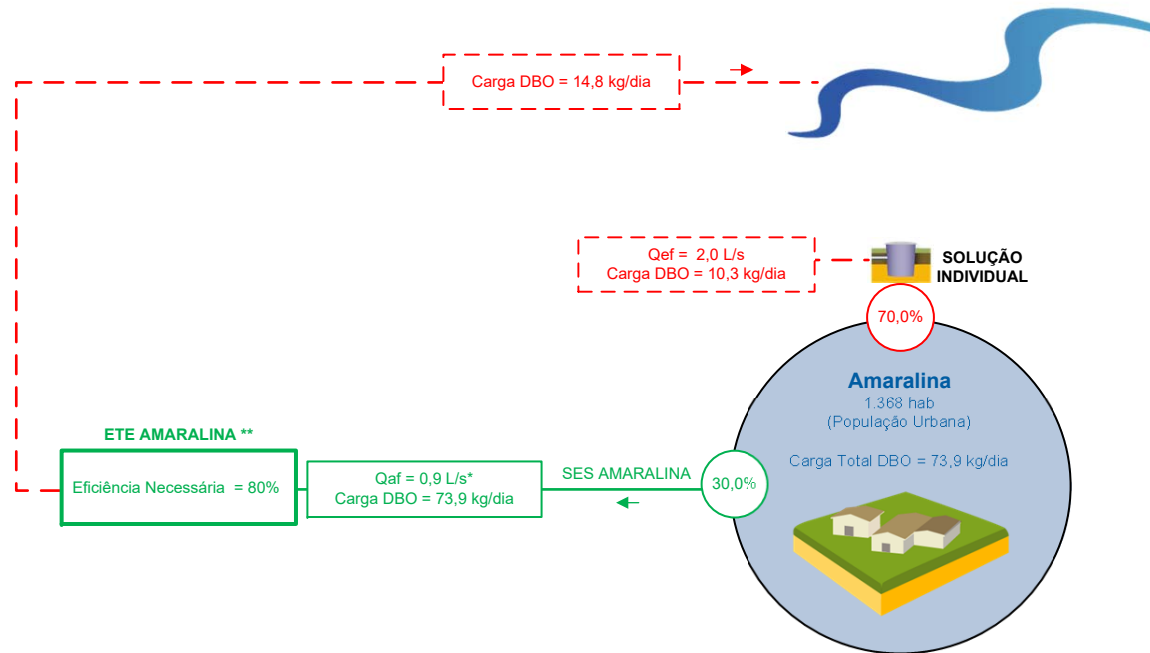 Carga DBO = 14,8 kg/dia
Qef = 2,0 L/s
Carga DBO = 10,3 kg/dia
SOLUÇÃO
INDIVIDUAL
70,0%
Amaralina
1.368 hab
(População Urbana)
Carga Total DBO = 73,9 kg/dia
ETE AMARALINA **
Eficiência Necessária = 80%
Qaf = 0,9 L/s*
Carga DBO = 73,9 kg/dia
SES AMARALINA
30,0%